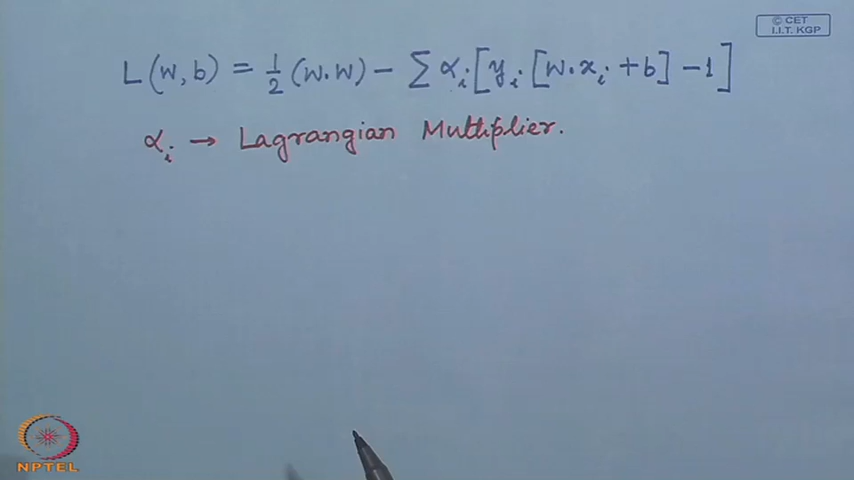 © CET
I.I.T. KGP
L(W, b) = 1/2 (W.W) - ∑ αi [yi [W.xi + b] - 1]
αi → Lagrangian Multiplier.
NPTEL